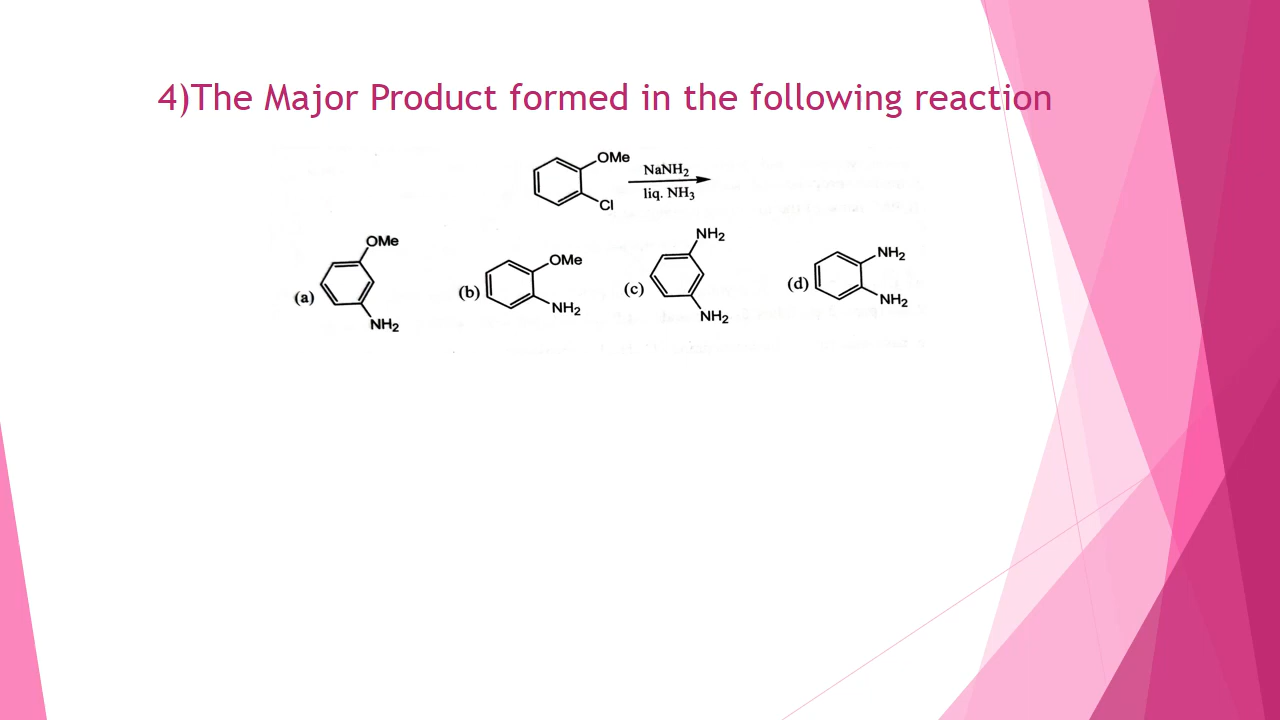 4)The Major Product formed in the following reaction
OMe
NaNH2
Cl
liq. NH3
(a)
OMe
NH2
(b)
OMe
NH2
(c)
NH2
NH2
(d)
NH2
NH2